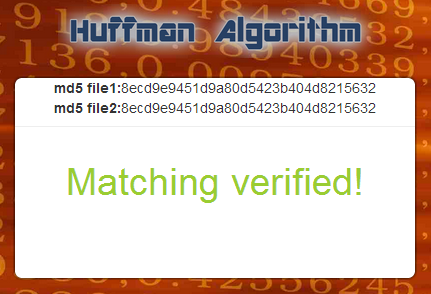 Huffman Algorithm
md5 file1:8ecd9e9451d9a80d5423b404d8215632
md5 file2:8ecd9e9451d9a80d5423b404d8215632
Matching verified!